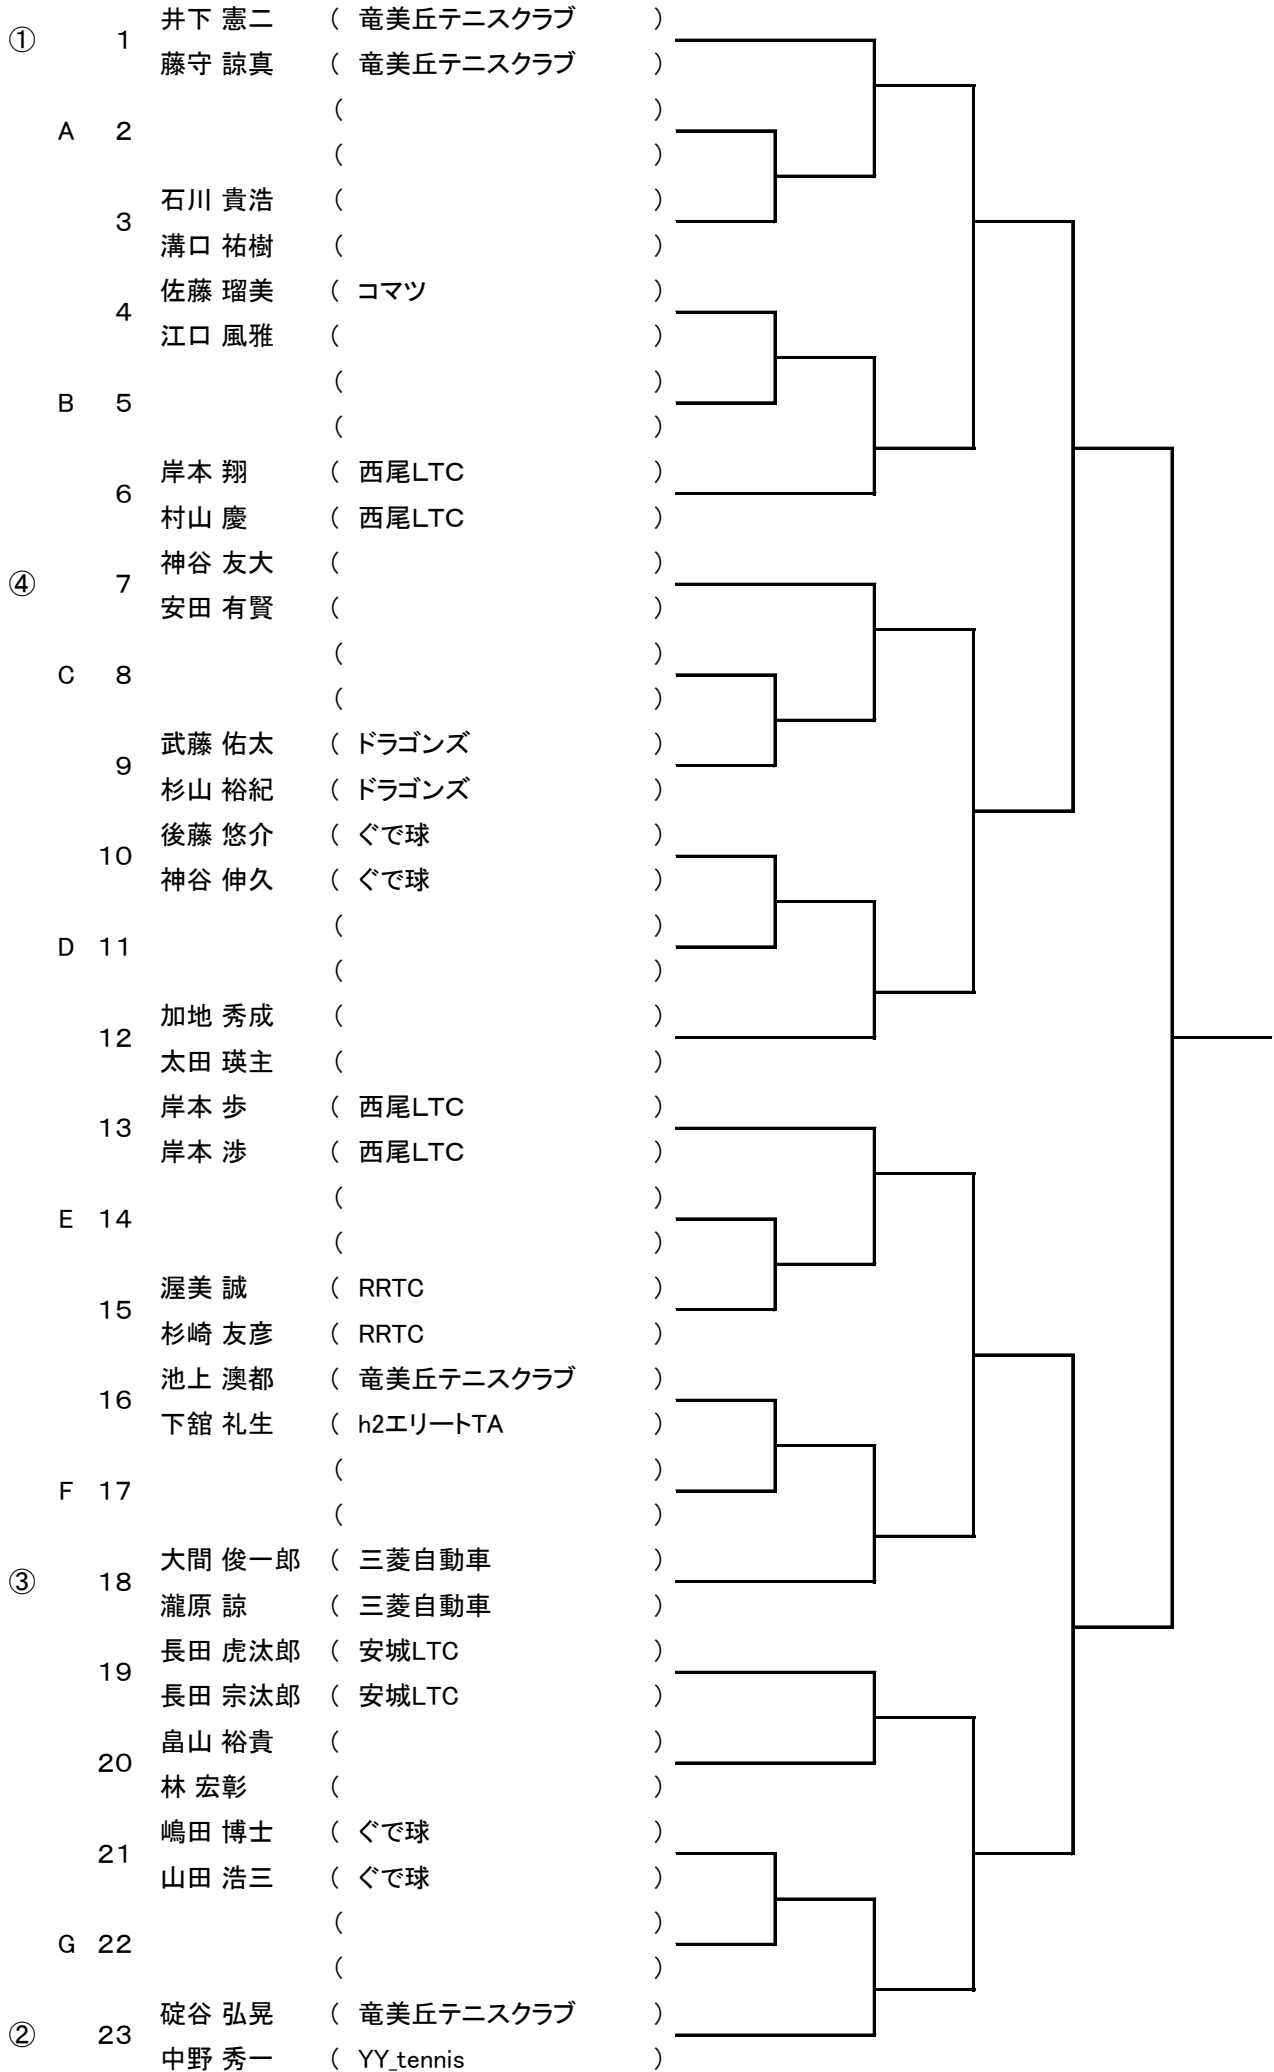 井下 憲二 ( 竜美丘テニスクラブ )
① 1
藤守 諒真 ( 竜美丘テニスクラブ )
( )
A 2
( )
石川 貴浩 ( )
3
溝口 祐樹 ( )
佐藤 瑠美 ( コマツ )
4
江口 風雅 ( )
( )
B 5
( )
岸本 翔 ( 西尾LTC )
6
村山 慶 ( 西尾LTC )
神谷 友大 ( )
④ 7
安田 有賢 ( )
( )
C 8
( )
武藤 佑太 ( ドラゴンズ )
9
杉山 裕紀 ( ドラゴンズ )
後藤 悠介 ( ぐで球 )
10
神谷 伸久 ( ぐで球 )
( )
D 11
( )
加地 秀成 ( )
12
太田 瑛主 ( )
岸本 歩 ( 西尾LTC )
13
岸本 渉 ( 西尾LTC )
( )
E 14
( )
渥美 誠 ( RRTC )
15
杉崎 友彦 ( RRTC )
池上 澳都 ( 竜美丘テニスクラブ )
16
下舘 礼生 ( h2エリートTA )
( )
F 17
( )
大間 俊一郎 ( 三菱自動車 )
③ 18
瀧原 諒 ( 三菱自動車 )
長田 虎汰郎 ( 安城LTC )
19
長田 宗汰郎 ( 安城LTC )
畠山 裕貴 ( )
20
林 宏彰 ( )
嶋田 博士 ( ぐで球 )
21
山田 浩三 ( ぐで球 )
( )
G 22
( )
碇谷 弘晃 ( 竜美丘テニスクラブ )
② 23
中野 秀一 ( YY_tennis )